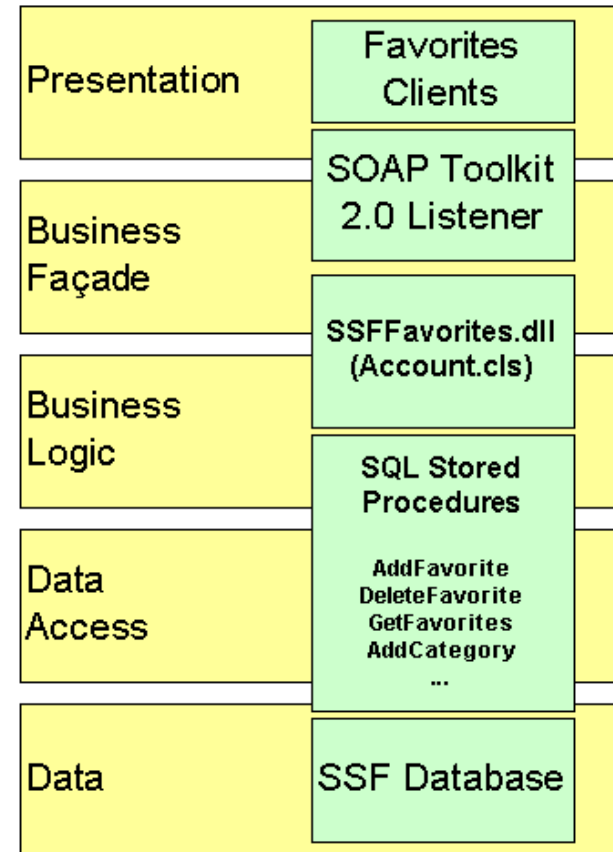 Presentation
Favorites
Clients
SOAP Toolkit
2.0 Listener
Business
Façade
SSFFavorites.dll
(Account.cls)
Business
Logic
SQL Stored
Procedures
AddFavorite
DeleteFavorite
GetFavorites
AddCategory
...
Data
Access
Data
SSF Database